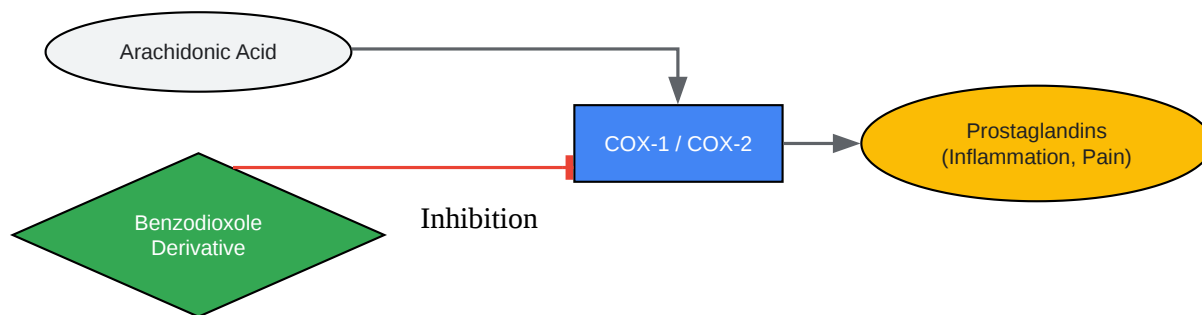 Arachidonic Acid
COX-1 / COX-2
Prostaglandins
(Inflammation, Pain)
Inhibition
Benzodioxole
Derivative